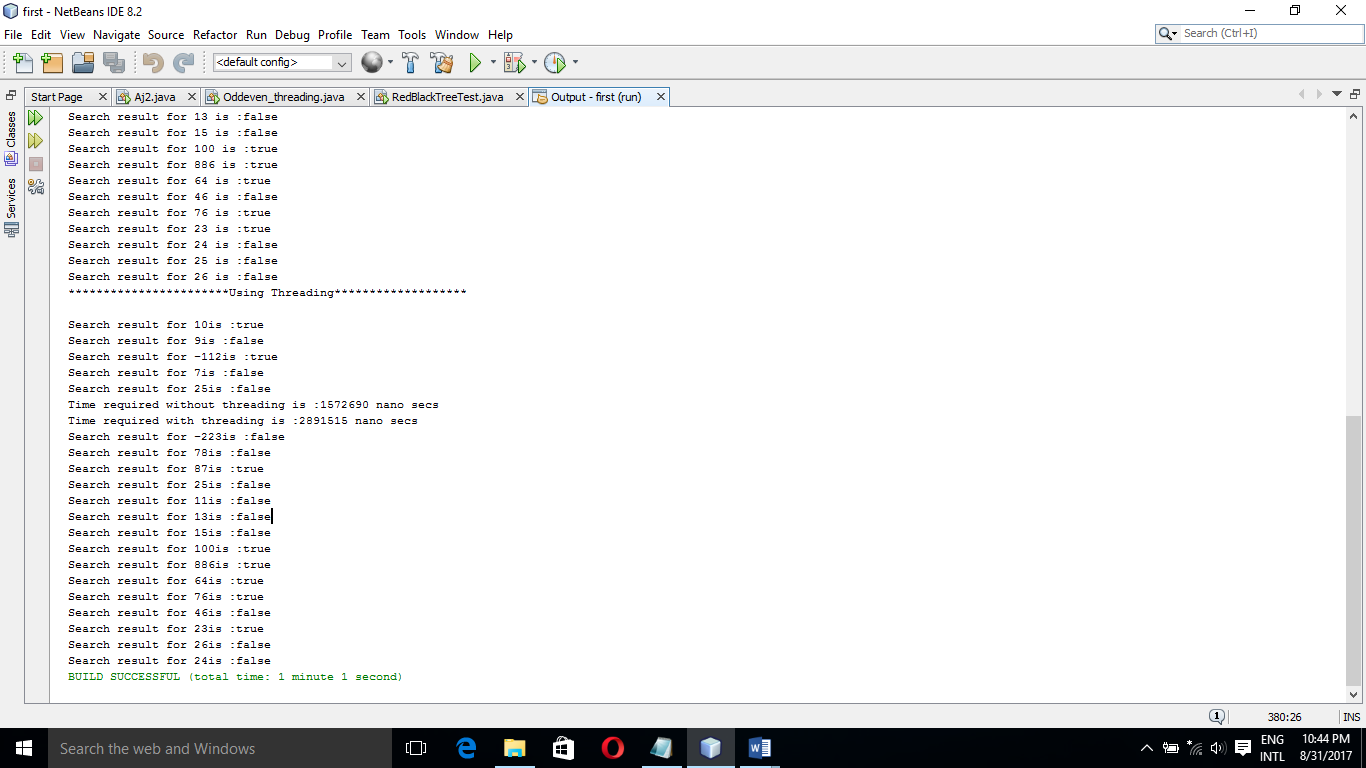 first - NetBeans IDE 8.2
File Edit View Navigate Source Refactor Run Debug Profile Team Tools Window Help
Search (Ctrl+I)
<default config>
Start Page Aj2.java Oddeven_threading.java RedBlackTreeTest.java Output - first (run)
Classes
Services
Search result for 13 is :false
Search result for 15 is :false
Search result for 100 is :true
Search result for 886 is :true
Search result for 64 is :true
Search result for 46 is :false
Search result for 76 is :true
Search result for 23 is :true
Search result for 24 is :false
Search result for 25 is :false
Search result for 26 is :false
***********************Using Threading*******************
Search result for 10is :true
Search result for 9is :false
Search result for -112is :true
Search result for 7is :false
Search result for 25is :false
Time required without threading is :1572690 nano secs
Time required with threading is :2891515 nano secs
Search result for -223is :false
Search result for 78is :false
Search result for 87is :true
Search result for 25is :false
Search result for 11is :false
Search result for 13is :false
Search result for 15is :false
Search result for 100is :true
Search result for 886is :true
Search result for 64is :true
Search result for 76is :true
Search result for 46is :false
Search result for 23is :true
Search result for 26is :false
Search result for 24is :false
BUILD SUCCESSFUL (total time: 1 minute 1 second)
1 380:26 INS
Search the web and Windows
ENG
INTL
10:44 PM
8/31/2017